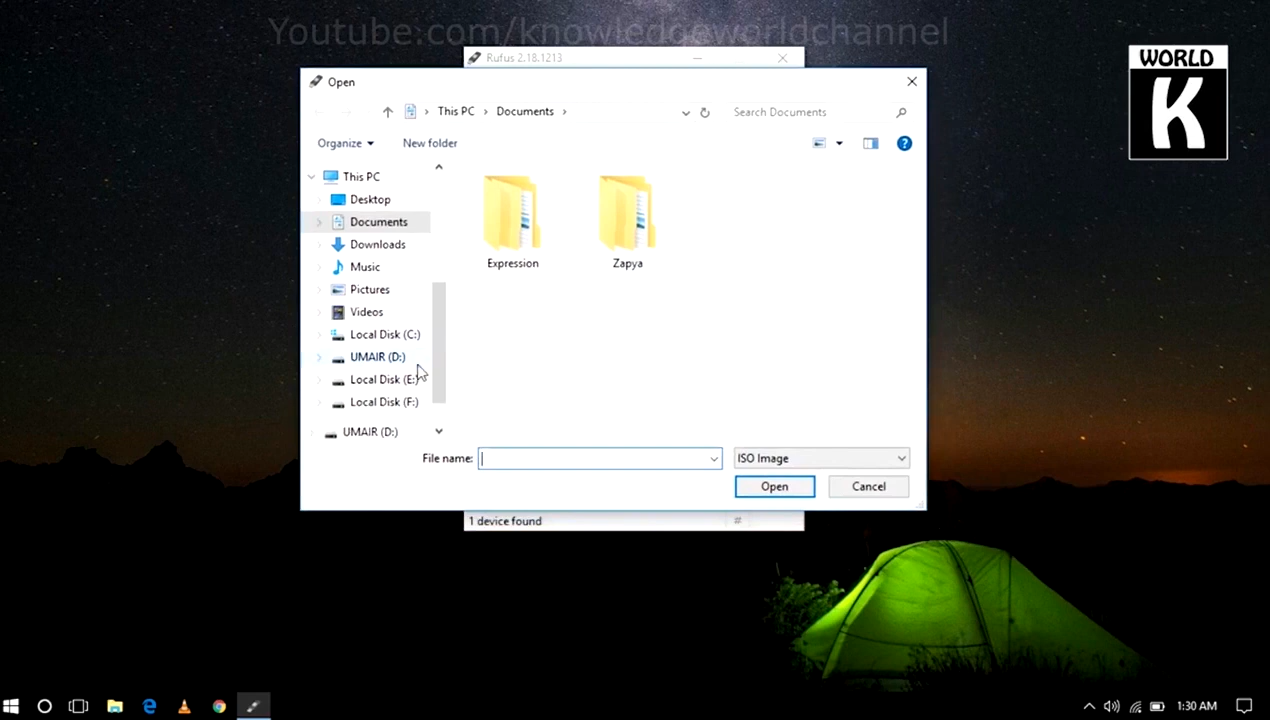 Youtube.com/knowledgeworldchannel
WORLD
K
Rufus 2.18.1213
Open
This PC
Documents
Search Documents
Organize
New folder
This PC
Desktop
Documents
Downloads
Music
Pictures
Videos
Local Disk (C:)
UMAIR (D:)
Local Disk (E:)
Local Disk (F:)
UMAIR (D:)
Expression
Zapya
File name:
ISO Image
Open
Cancel
1 device found
#
1:30 AM